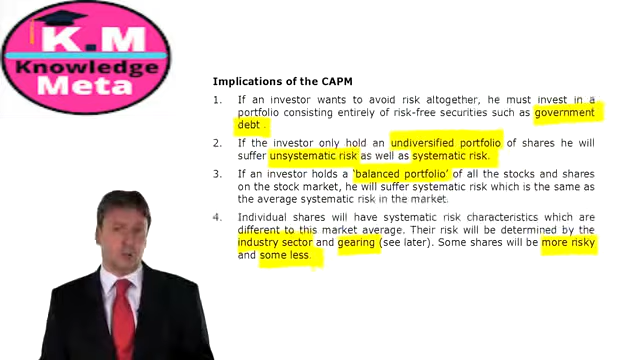 K.M
Knowledge
Meta
Implications of the CAPM
1. If an investor wants to avoid risk altogether, he must invest in a
portfolio consisting entirely of risk-free securities such as government
debt .
2. If the investor only hold an undiversified portfolio of shares he will
suffer unsystematic risk as well as systematic risk.
3. If an investor holds a ‘balanced portfolio’ of all the stocks and shares
on the stock market, he will suffer systematic risk which is the same as
the average systematic risk in the market.
4. Individual shares will have systematic risk characteristics which are
different to this market average. Their risk will be determined by the
industry sector and gearing (see later). Some shares will be more risky
and some less.